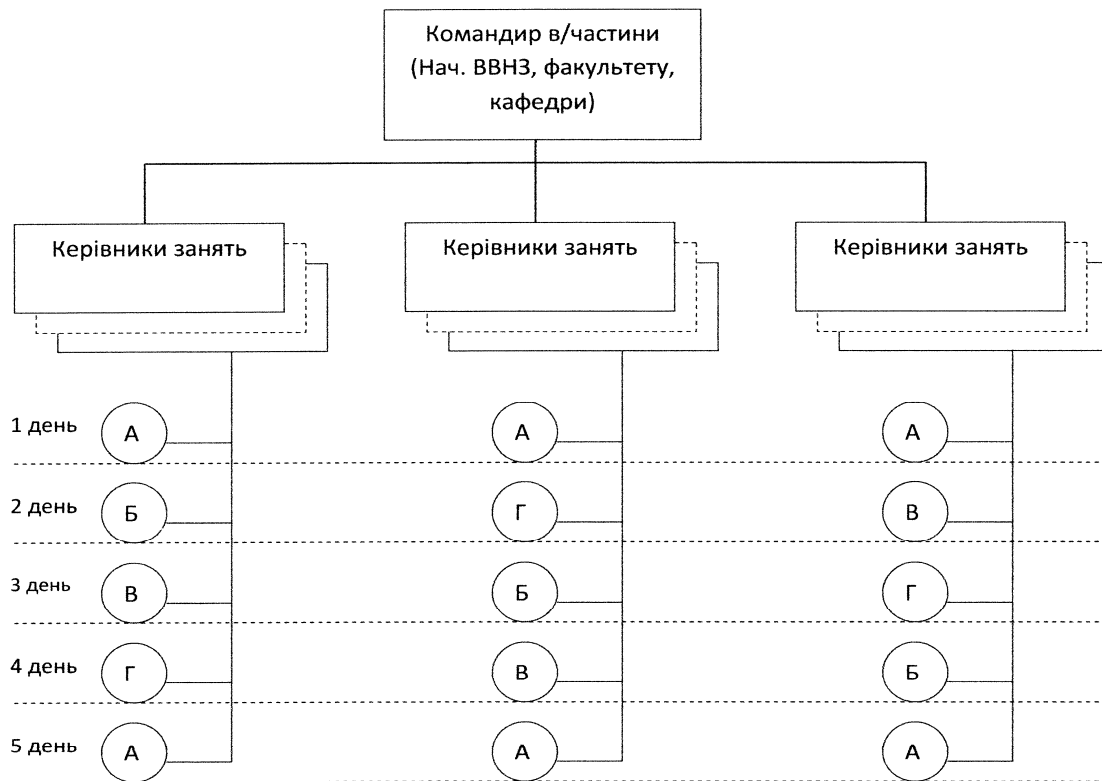 Командир в/частини
(Нач. ВВНЗ, факультету,
кафедри)
Керівники занять Керівники занять Керівники занять
1 день А А А
2 день Б Г В
3 день В Б Г
4 день Г В Б
5 день А А А